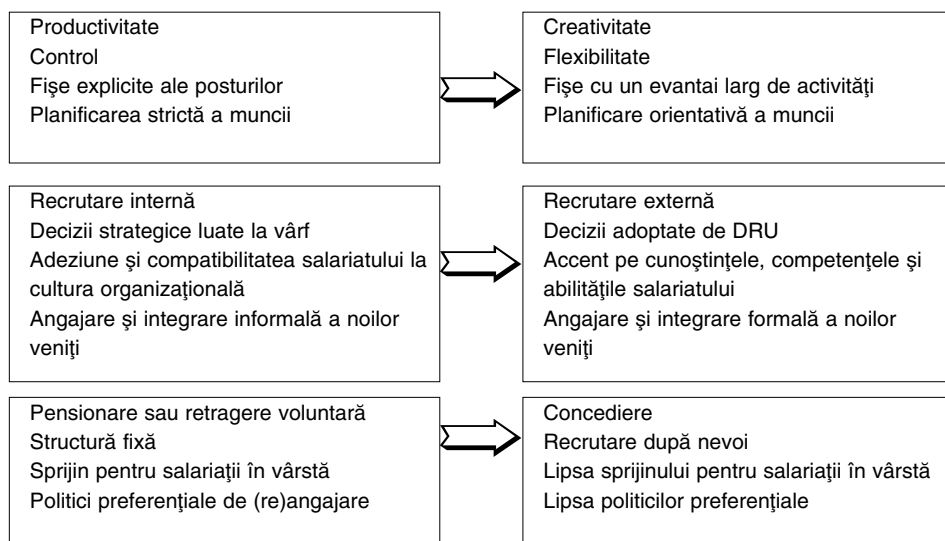 Productivitate
Control
Fişe explicite ale posturilor
Planificarea strictă a muncii
Creativitate
Flexibilitate
Fişe cu un evantai larg de activităţi
Planificare orientativă a muncii
Recrutare internă
Decizii strategice luate la vârf
Adeziune şi compatibilitatea salariatului la
cultura organizaţională
Angajare şi integrare informală a noilor
veniţi
Recrutare externă
Decizii adoptate de DRU
Accent pe cunoştinţele, competenţele şi
abilităţile salariatului
Angajare şi integrare formală a noilor
veniţi
Pensionare sau retragere voluntară
Structură fixă
Sprijin pentru salariaţii în vârstă
Politici preferenţiale de (re)angajare
Concediere
Recrutare după nevoi
Lipsa sprijinului pentru salariaţii în vârstă
Lipsa politicilor preferenţiale